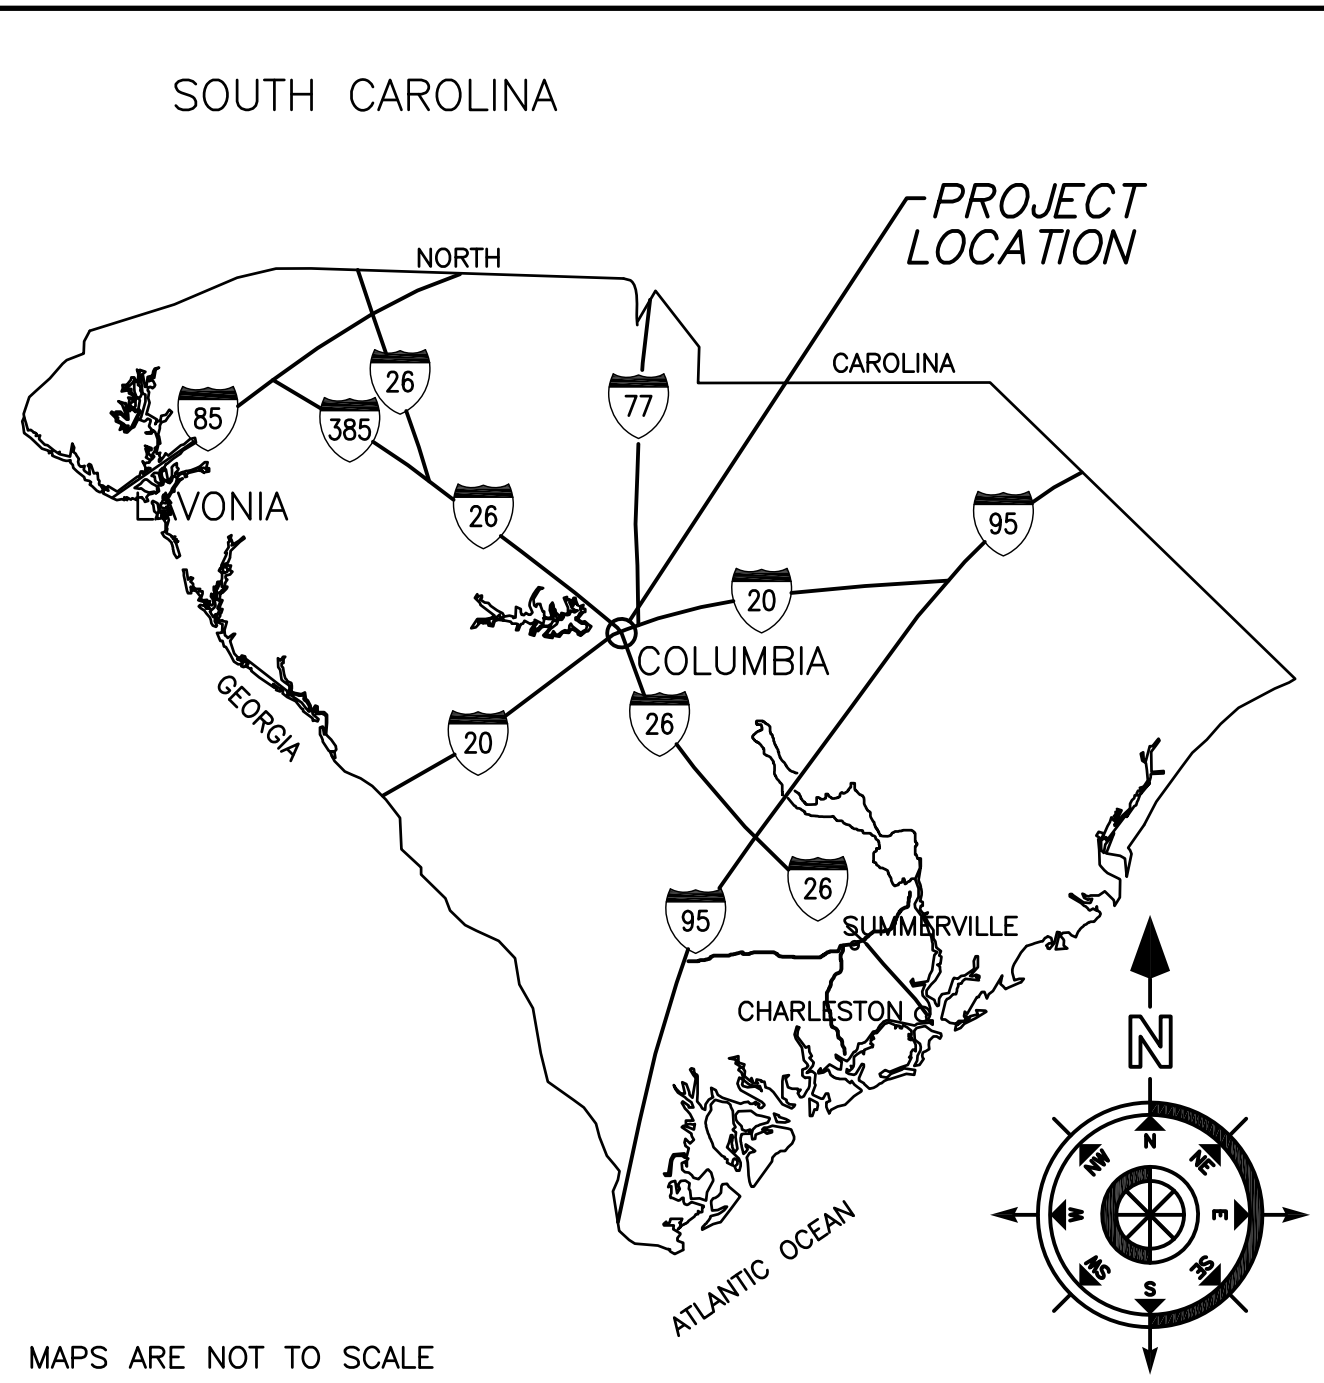 SOUTH CAROLINA
PROJECT
LOCATION
NORTH
CAROLINA
26
85
385
77
26
95
LAVONIA
20
COLUMBIA
GEORGIA
20
26
26
95
SUMMERVILLE
CHARLESTON
N
N
NW
NE
W
E
SW
SE
S
ATLANTIC OCEAN
MAPS ARE NOT TO SCALE